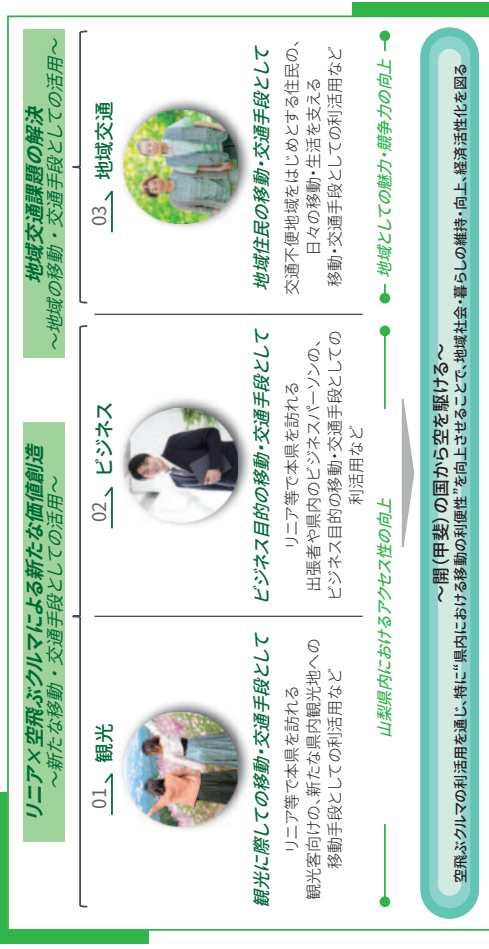 リニア×空飛ぶクルマによる新たな価値創造
～新たな移動・交通手段としての活用～
01 観光
観光に際しての移動・交通手段として
リニア等で本県を訪れる
観光客向けの、新たな県内観光地への
移動手段としての利活用など
02 ビジネス
ビジネス目的の移動・交通手段として
リニア等で本県を訪れる
出張者や県内のビジネスパーソンの、
ビジネス目的の移動・交通手段としての
利活用など
地域交通課題の解決
～地域の移動・交通手段としての活用～
03 地域交通
地域住民の移動・交通手段として
交通不便地域をはじめとする住民の、
日々の移動・生活を支える
移動・交通手段としての利活用など
山梨県内におけるアクセス性の向上
地域としての魅力・競争力の向上
～開（甲斐）の国から空を駆ける～
空飛ぶクルマの利活用を通じ、特に“県内における移動の利便性”を向上させることで、地域社会・暮らしの維持・向上、経済活性化を図る